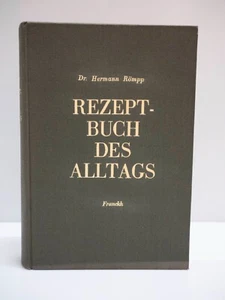 Dr. Hermann Römpp
REZEPT-
BUCH
DES
ALLTAGS
Franckh